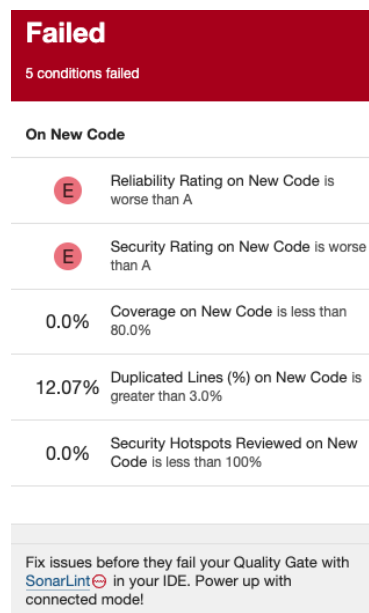 Failed
5 conditions failed
On New Code
E
Reliability Rating on New Code is
worse than A
E
Security Rating on New Code is worse
than A
0.0%
Coverage on New Code is less than
80.0%
12.07%
Duplicated Lines (%) on New Code is
greater than 3.0%
0.0%
Security Hotspots Reviewed on New
Code is less than 100%
Fix issues before they fail your Quality Gate with
SonarLint in your IDE. Power up with
connected mode!